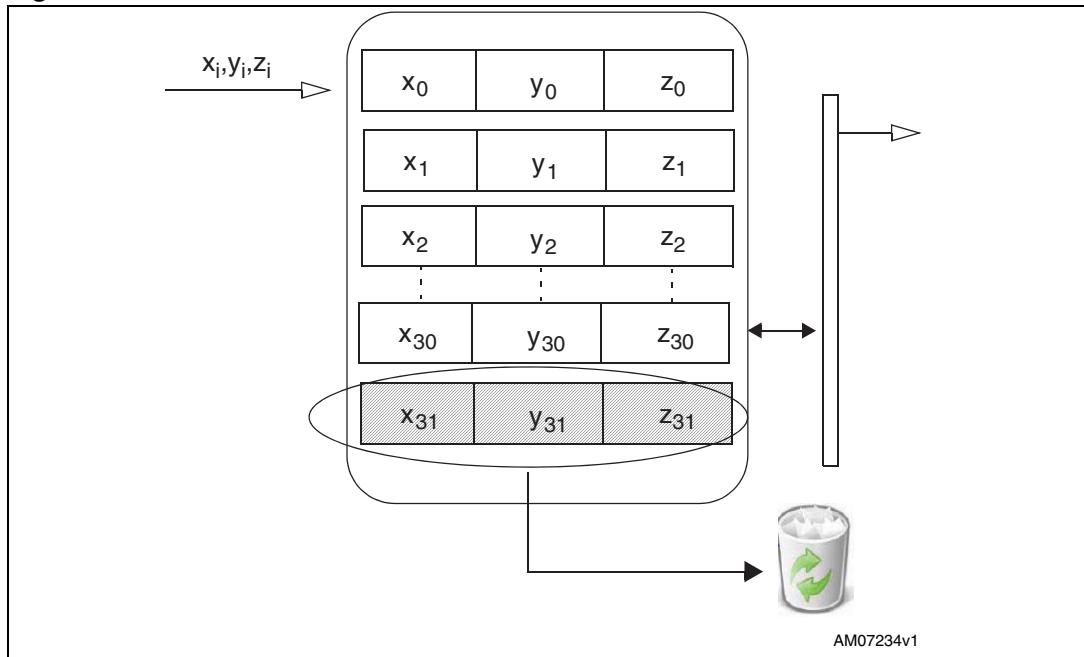 xᵢ,yᵢ,zᵢ
x₀ y₀ z₀
x₁ y₁ z₁
x₂ y₂ z₂
x₃₀ y₃₀ z₃₀
x₃₁ y₃₁ z₃₁
AM07234v1